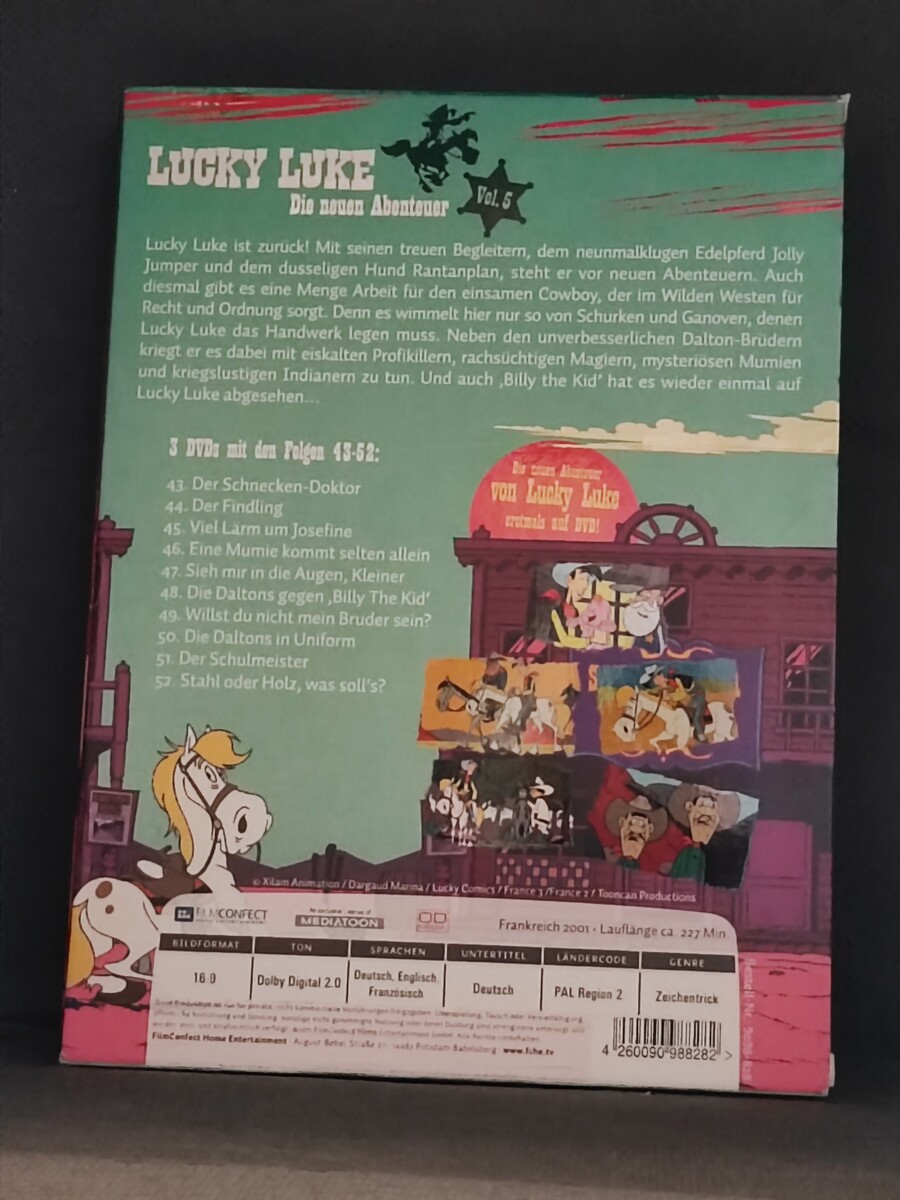 LUCKY LUKE
Die neuen Abenteuer
Vol. 5
Lucky Luke ist zurück! Mit seinen treuen Begleitern, dem neunmalklugen Edelpferd Jolly
Jumper und dem dusseligen Hund Rantanplan, steht er vor neuen Abenteuern. Auch
diesmal gibt es eine Menge Arbeit für den einsamen Cowboy, der im Wilden Westen für
Recht und Ordnung sorgt. Denn es wimmelt hier nur so von Schurken und Ganoven, denen
Lucky Luke das Handwerk legen muss. Neben den unverbesserlichen Dalton-Brüdern
kriegt er es dabei mit eiskalten Profikillern, rachsüchtigen Magiern, mysteriösen Mumien
und kriegslustigen Indianern zu tun. Und auch ‚Billy the Kid' hat es wieder einmal auf
Lucky Luke abgesehen...
3 DVDs mit den Folgen 43-52:
43. Der Schnecken-Doktor
44. Der Findling
45. Viel Lärm um Josefine
46. Eine Mumie kommt selten allein
47. Sieh mir in die Augen, Kleiner
48. Die Daltons gegen ‚Billy The Kid'
49. Willst du nicht mein Bruder sein?
50. Die Daltons in Uniform
51. Der Schulmeister
52. Stahl oder Holz, was soll's?
Die neuen Abenteuer
von Lucky Luke
erstmals auf DVD!
© Xilam Animation / Dargaud Marina / Lucky Comics / France 3 / France 2 / Tooncan Productions
FILMCONFECT
MEDIATOON
Frankreich 2001 · Lauflänge ca. 227 Min
BILDFORMAT
TON
SPRACHEN
UNTERTITEL
LÄNDERCODE
GENRE
16:9
Dolby Digital 2.0
Deutsch, Englisch,
Französisch
Deutsch
PAL Region 2
Zeichentrick
FilmConfect Home Entertainment · August-Bebel-Straße 27, 14482 Potsdam Babelsberg · www.fche.tv
4 260090 988282 >